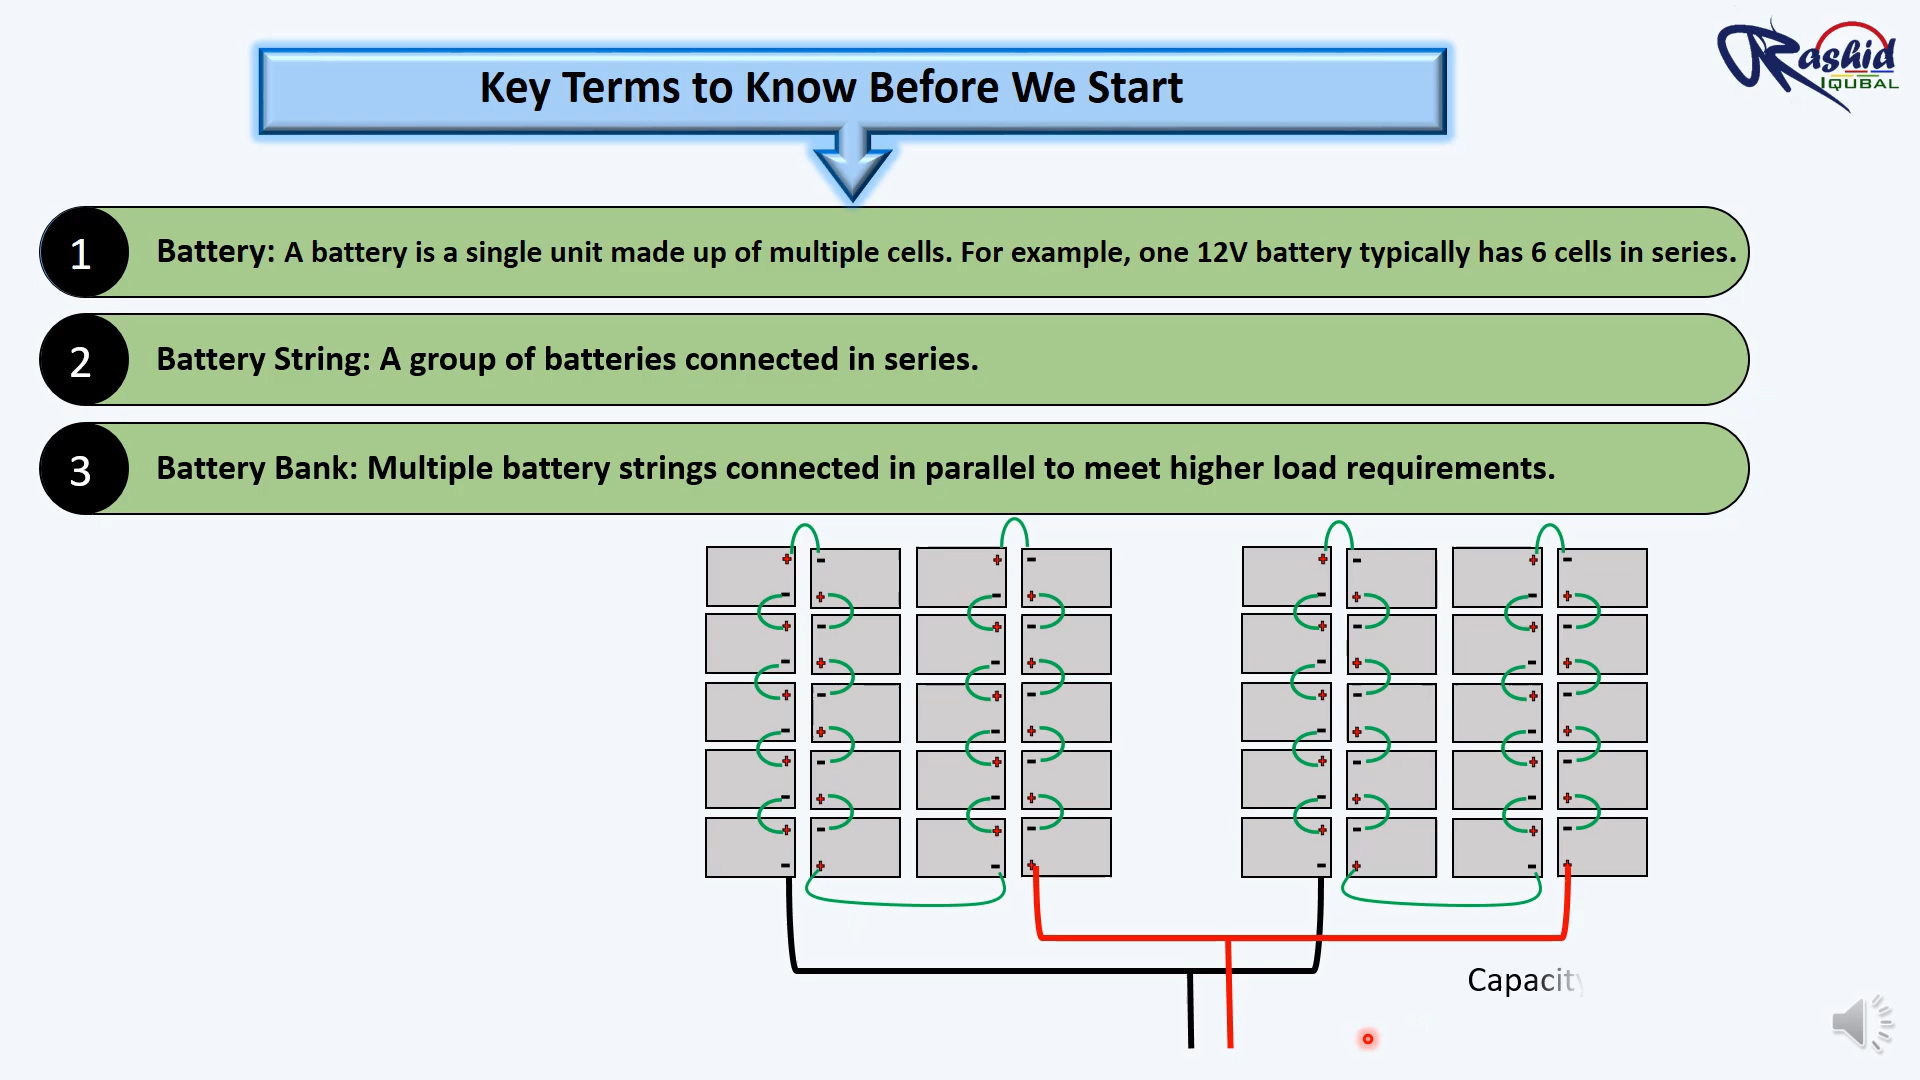 Rashid
IQUBAL
Key Terms to Know Before We Start
1 Battery: A battery is a single unit made up of multiple cells. For example, one 12V battery typically has 6 cells in series.
2 Battery String: A group of batteries connected in series.
3 Battery Bank: Multiple battery strings connected in parallel to meet higher load requirements.
Capacity